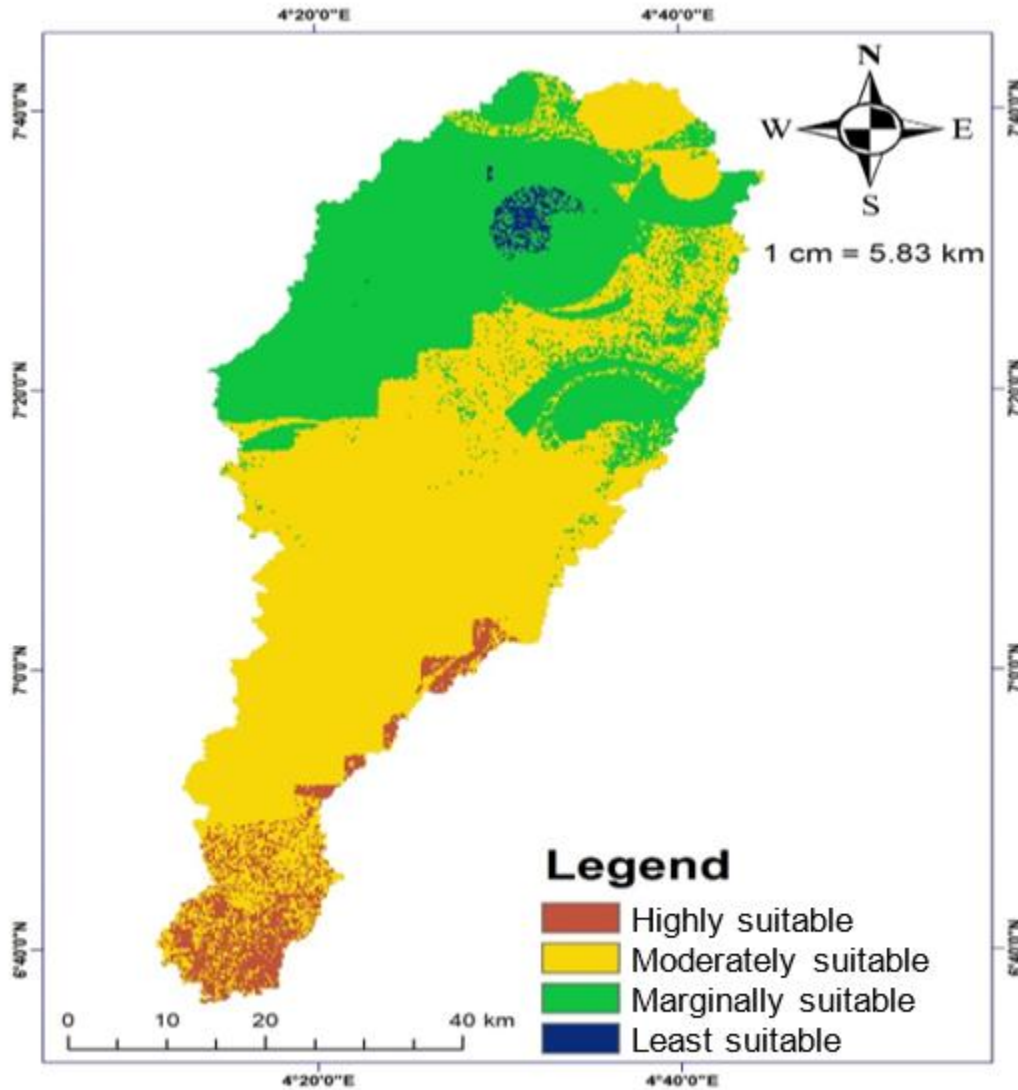 4°20'0"E 4°40'0"E
N
7°40'0"N 7°40'0"N
W E
S
1 cm = 5.83 km
7°20'0"N 7°20'0"N
7°0'0"N 7°0'0"N
Legend
Highly suitable
6°40'0"N 6°40'0"N
Moderately suitable
Marginally suitable
0 10 20 40 km
Least suitable
4°20'0"E 4°40'0"E